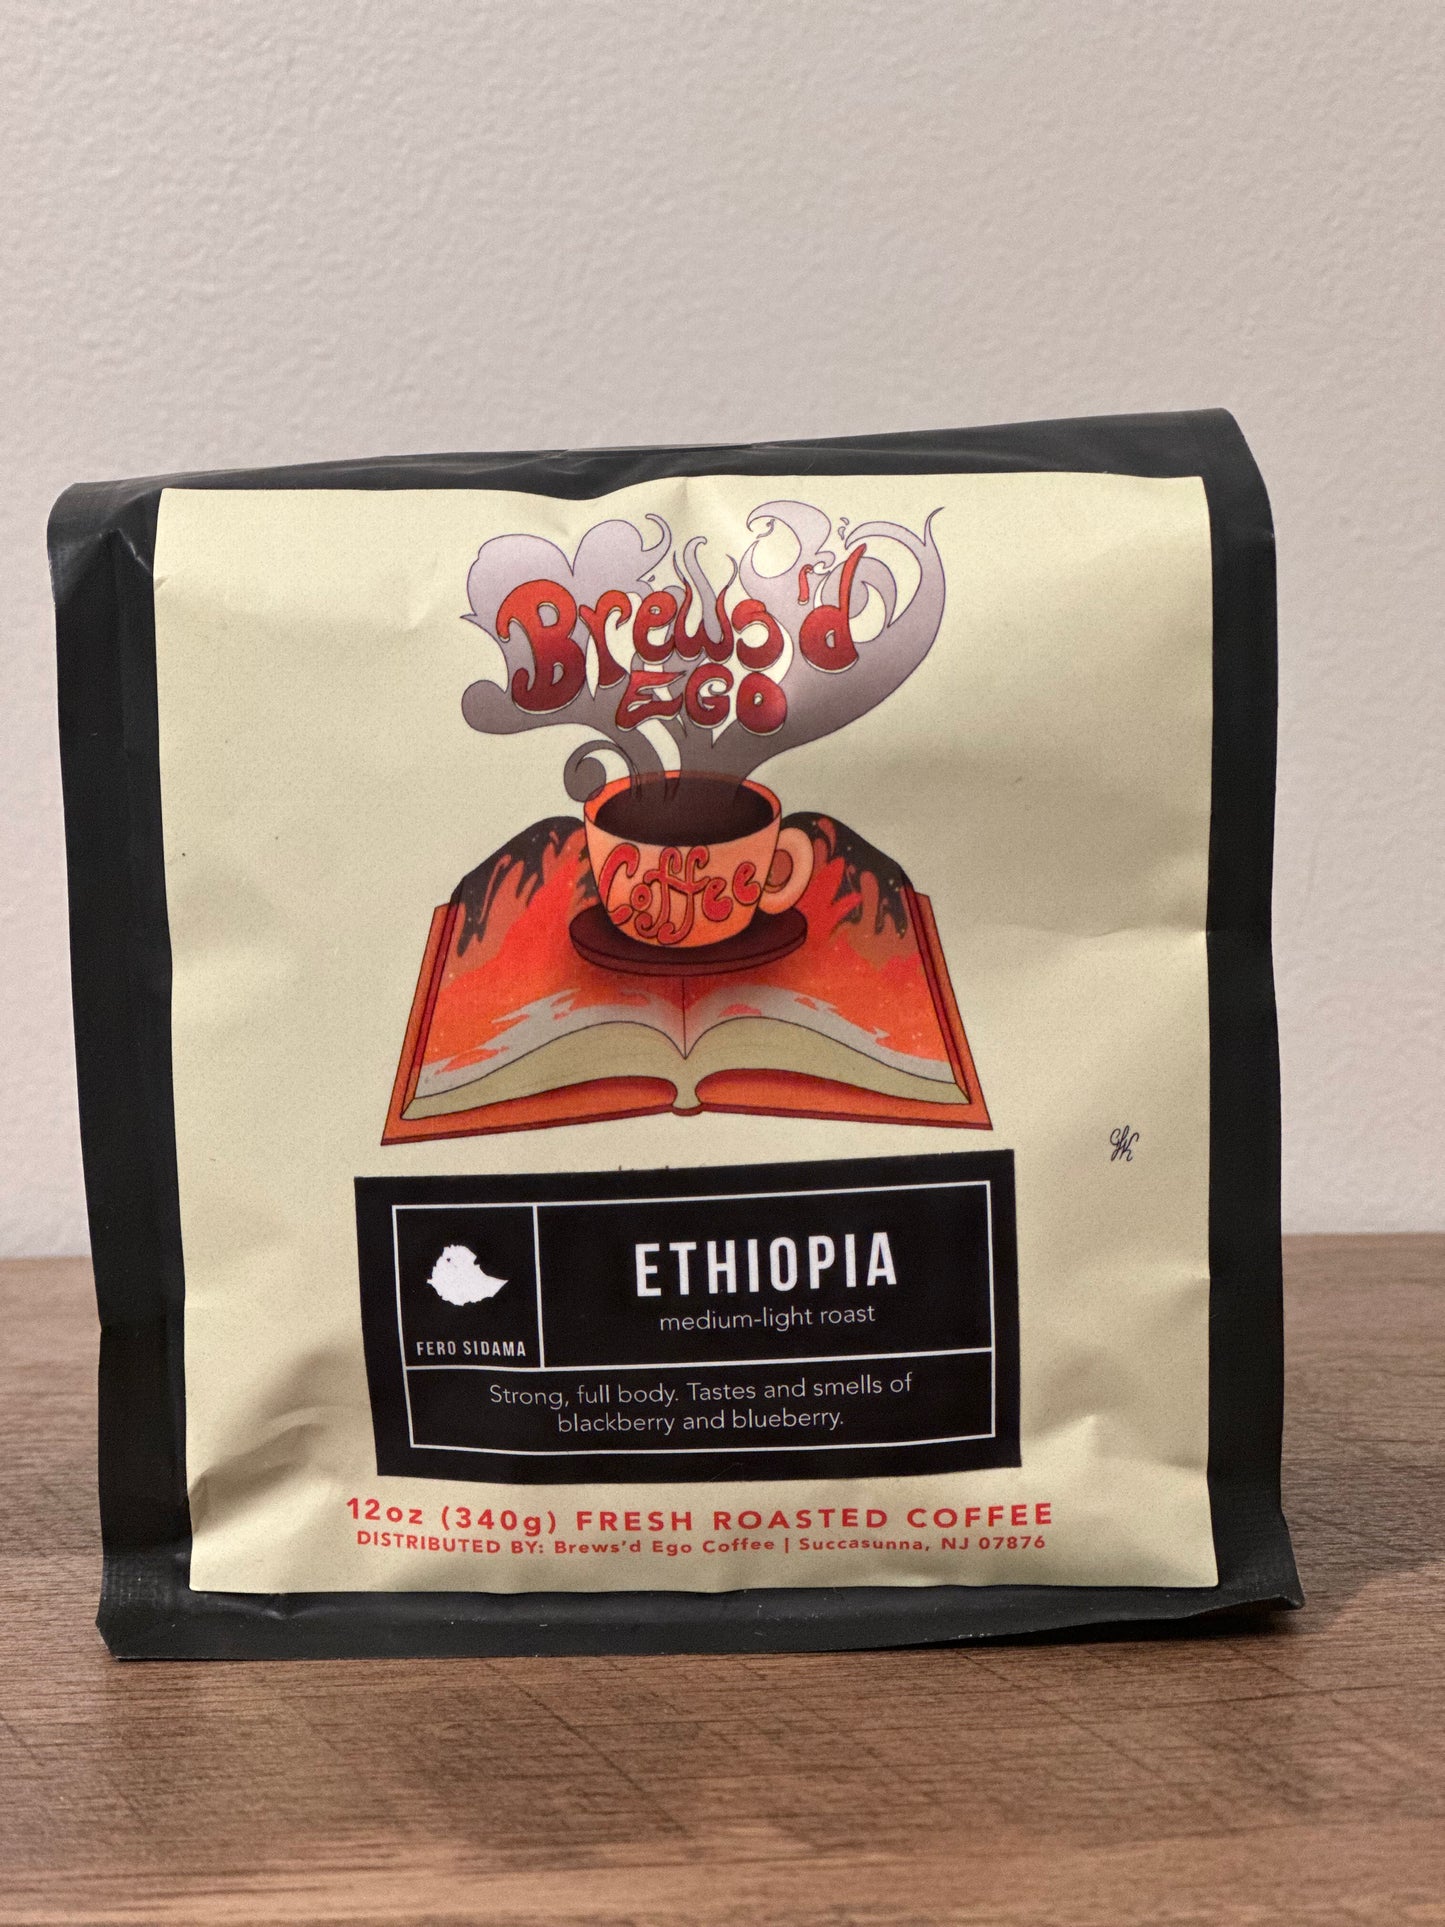 Brews'd
EGO
Coffee
ETHIOPIA
medium-light roast
FERO SIDAMA
Strong, full body. Tastes and smells of
blackberry and blueberry.
12oz (340g) FRESH ROASTED COFFEE
DISTRIBUTED BY: Brews'd Ego Coffee | Succasunna, NJ 07876